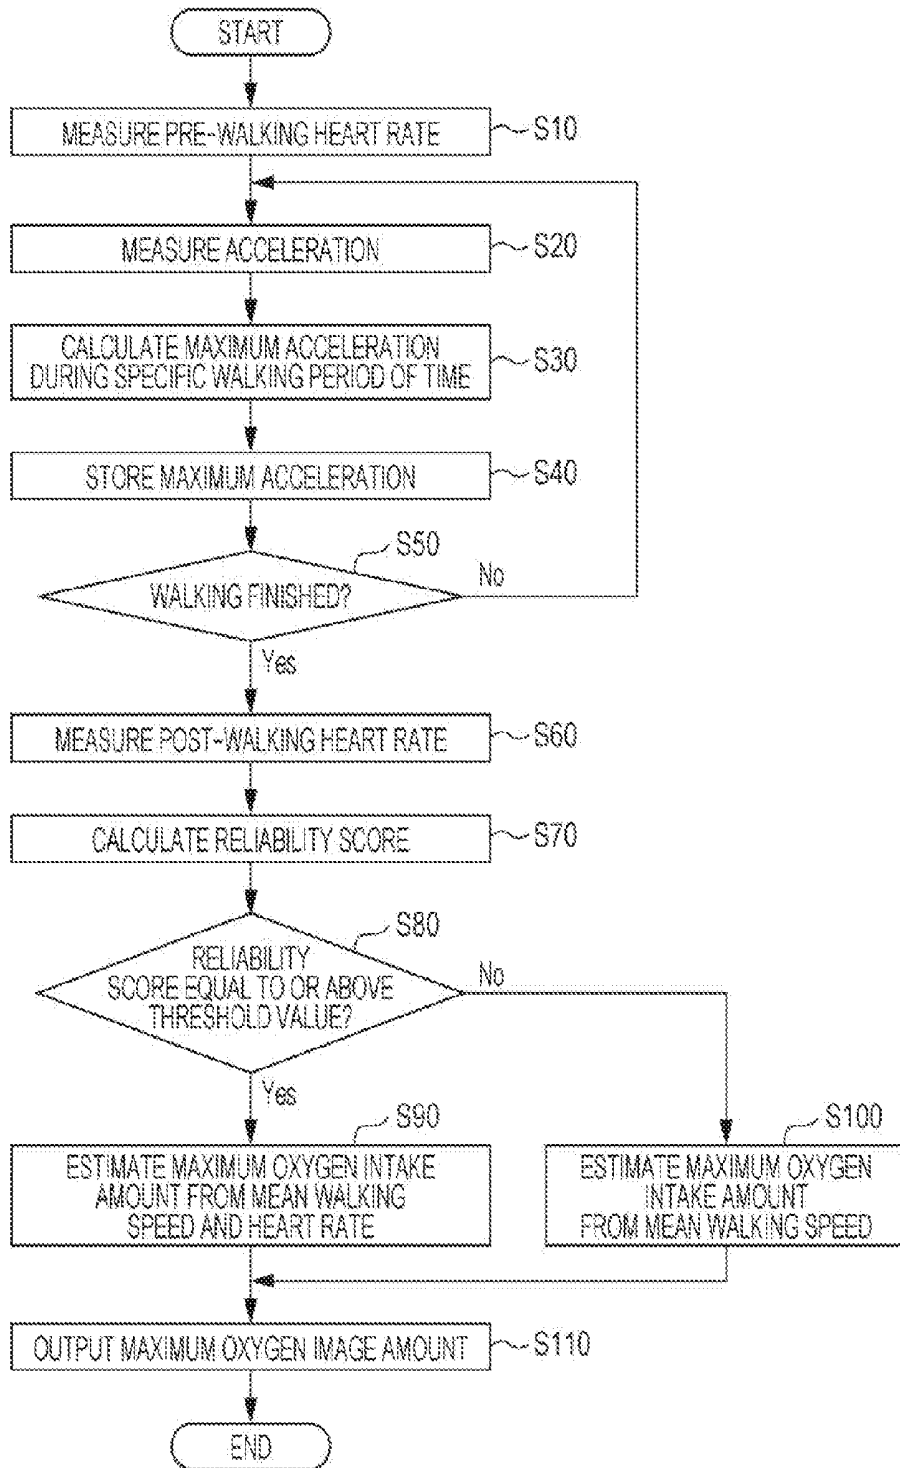 START
MEASURE PRE-WALKING HEART RATE
S10
MEASURE ACCELERATION
S20
CALCULATE MAXIMUM ACCELERATION
DURING SPECIFIC WALKING PERIOD OF TIME
S30
STORE MAXIMUM ACCELERATION
S40
S50
WALKING FINISHED?
No
Yes
MEASURE POST-WALKING HEART RATE
S60
CALCULATE RELIABILITY SCORE
S70
S80
RELIABILITY
SCORE EQUAL TO OR ABOVE
THRESHOLD VALUE?
No
Yes
S90
ESTIMATE MAXIMUM OXYGEN INTAKE
AMOUNT FROM MEAN WALKING
SPEED AND HEART RATE
S100
ESTIMATE MAXIMUM OXYGEN
INTAKE AMOUNT
FROM MEAN WALKING SPEED
OUTPUT MAXIMUM OXYGEN IMAGE AMOUNT
S110
END